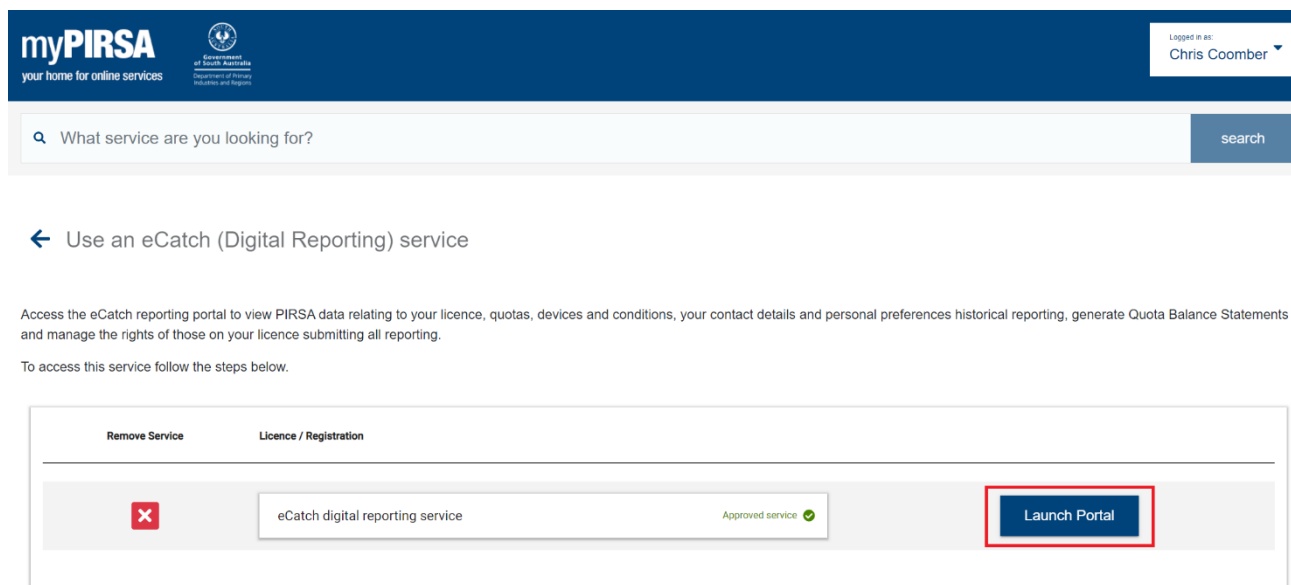 myPIRSA
your home for online services
Government
of South Australia
Department of Primary
Industries and Regions
Logged in as:
Chris Coomber
What service are you looking for?
search
Use an eCatch (Digital Reporting) service
Access the eCatch reporting portal to view PIRSA data relating to your licence, quotas, devices and conditions, your contact details and personal preferences historical reporting, generate Quota Balance Statements
and manage the rights of those on your licence submitting all reporting.
To access this service follow the steps below.
Remove Service
Licence / Registration
eCatch digital reporting service
Approved service
Launch Portal